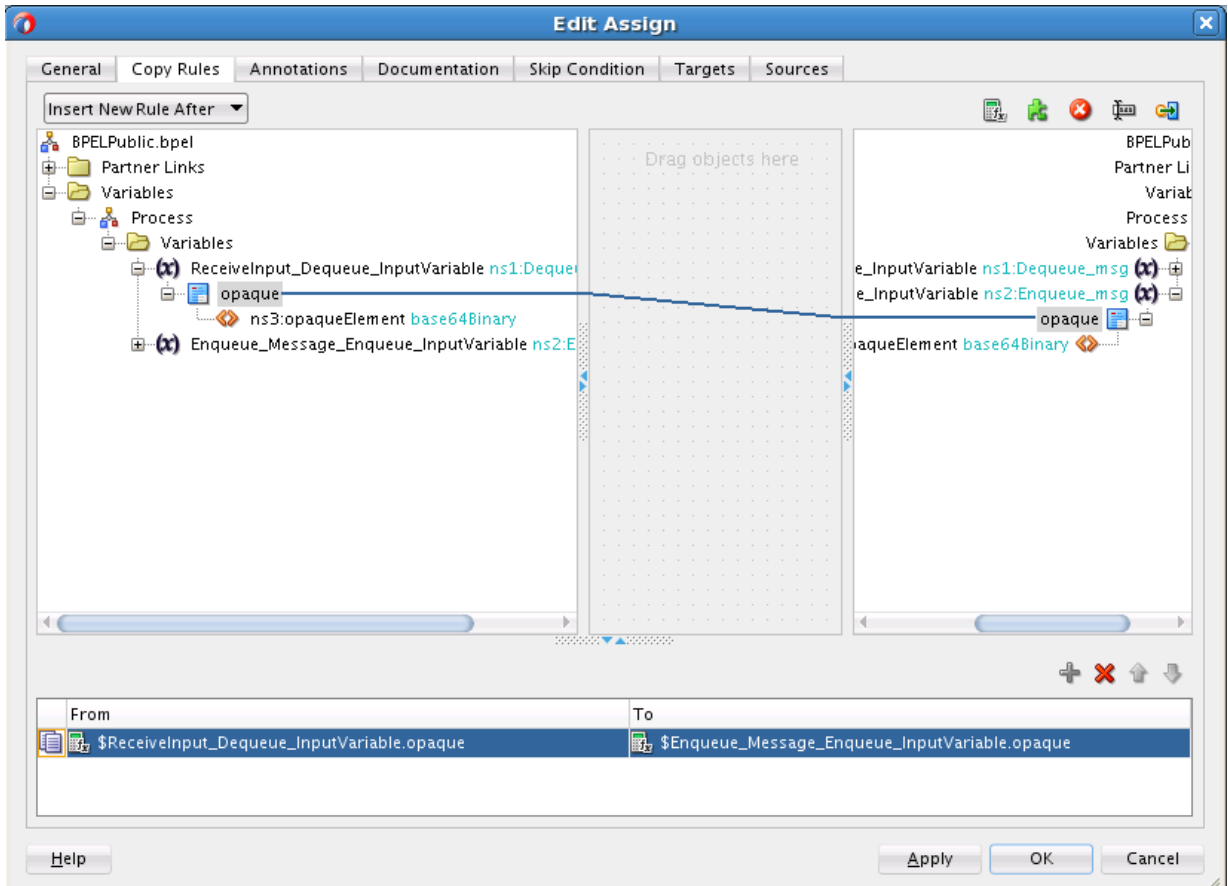 Edit Assign
General Copy Rules Annotations Documentation Skip Condition Targets Sources
Insert New Rule After
BPELPublic.bpel
Partner Links
Variables
Process
Variables
ReceiveInput_Dequeue_InputVariable ns1:Deque
opaque
ns3:opaqueElement base64Binary
Enqueue_Message_Enqueue_InputVariable ns2:E
Drag objects here
BPELPub
Partner Li
Variab
Process
Variables
e_InputVariable ns1:Dequeue_msg
e_InputVariable ns2:Enqueue_msg
opaque
aqueElement base64Binary
From To
$ReceiveInput_Dequeue_InputVariable.opaque $Enqueue_Message_Enqueue_InputVariable.opaque
Help Apply OK Cancel